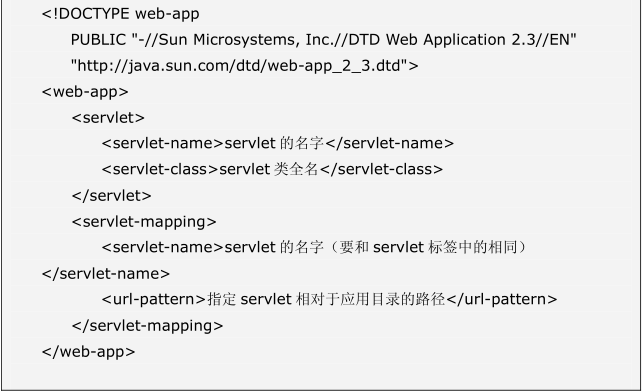 <!DOCTYPE web-app
PUBLIC "-//Sun Microsystems, Inc.//DTD Web Application 2.3//EN"
"http://java.sun.com/dtd/web-app_2_3.dtd">
<web-app>
<servlet>
<servlet-name>servlet 的名字</servlet-name>
<servlet-class>servlet 类全名</servlet-class>
</servlet>
<servlet-mapping>
<servlet-name>servlet 的名字（要和 servlet 标签中的相同）
</servlet-name>
<url-pattern>指定 servlet 相对于应用目录的路径</url-pattern>
</servlet-mapping>
</web-app>